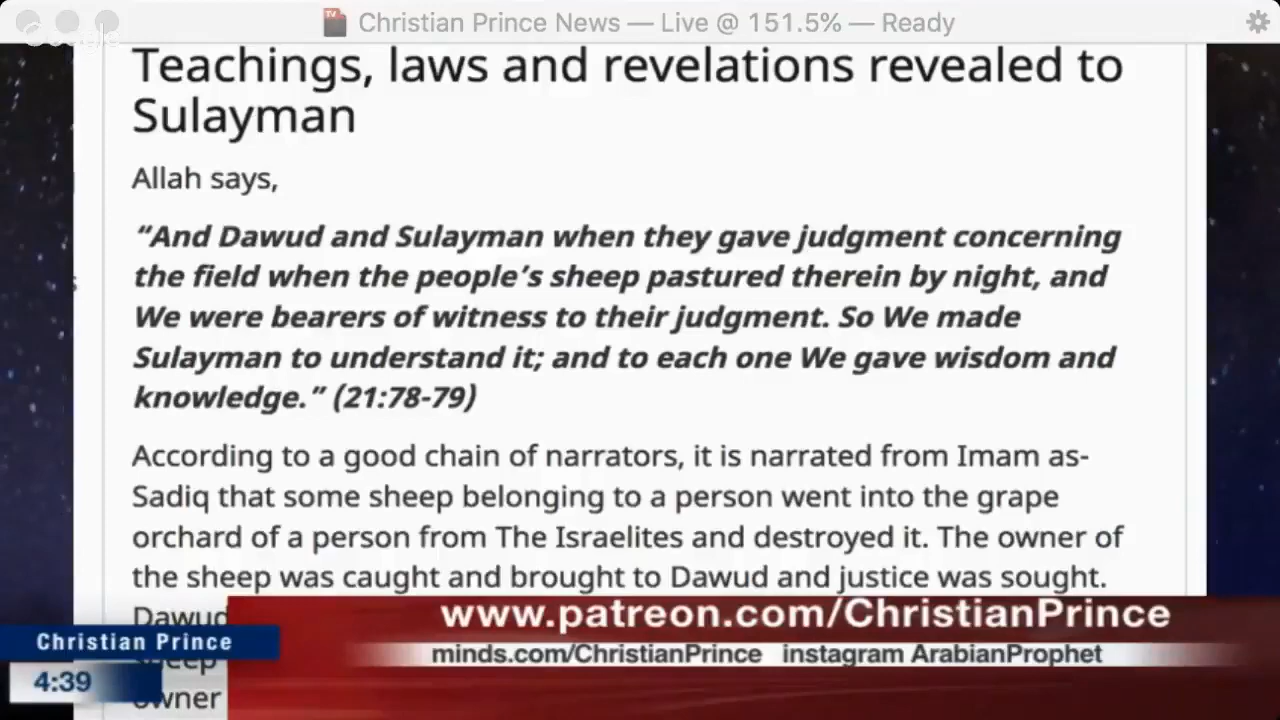 Christian Prince News — Live @ 151.5% — Ready
Google
Teachings, laws and revelations revealed to
Sulayman
Allah says,
“And Dawud and Sulayman when they gave judgment concerning
the field when the people’s sheep pastured therein by night, and
We were bearers of witness to their judgment. So We made
Sulayman to understand it; and to each one We gave wisdom and
knowledge.” (21:78-79)
According to a good chain of narrators, it is narrated from Imam as-
Sadiq that some sheep belonging to a person went into the grape
orchard of a person from The Israelites and destroyed it. The owner of
the sheep was caught and brought to Dawud and justice was sought.
Dawud
sheep
owner
www.patreon.com/ChristianPrince
Christian Prince
minds.com/ChristianPrince instagram ArabianProphet
4:39